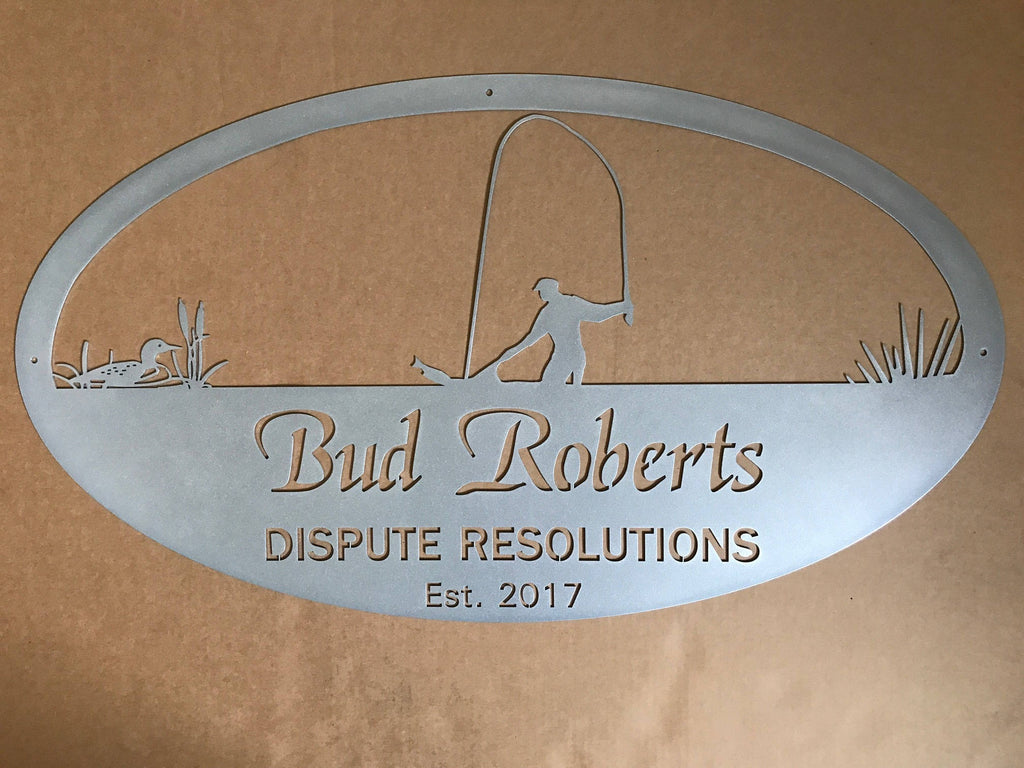 Bud Roberts
DISPUTE RESOLUTIONS
Est. 2017